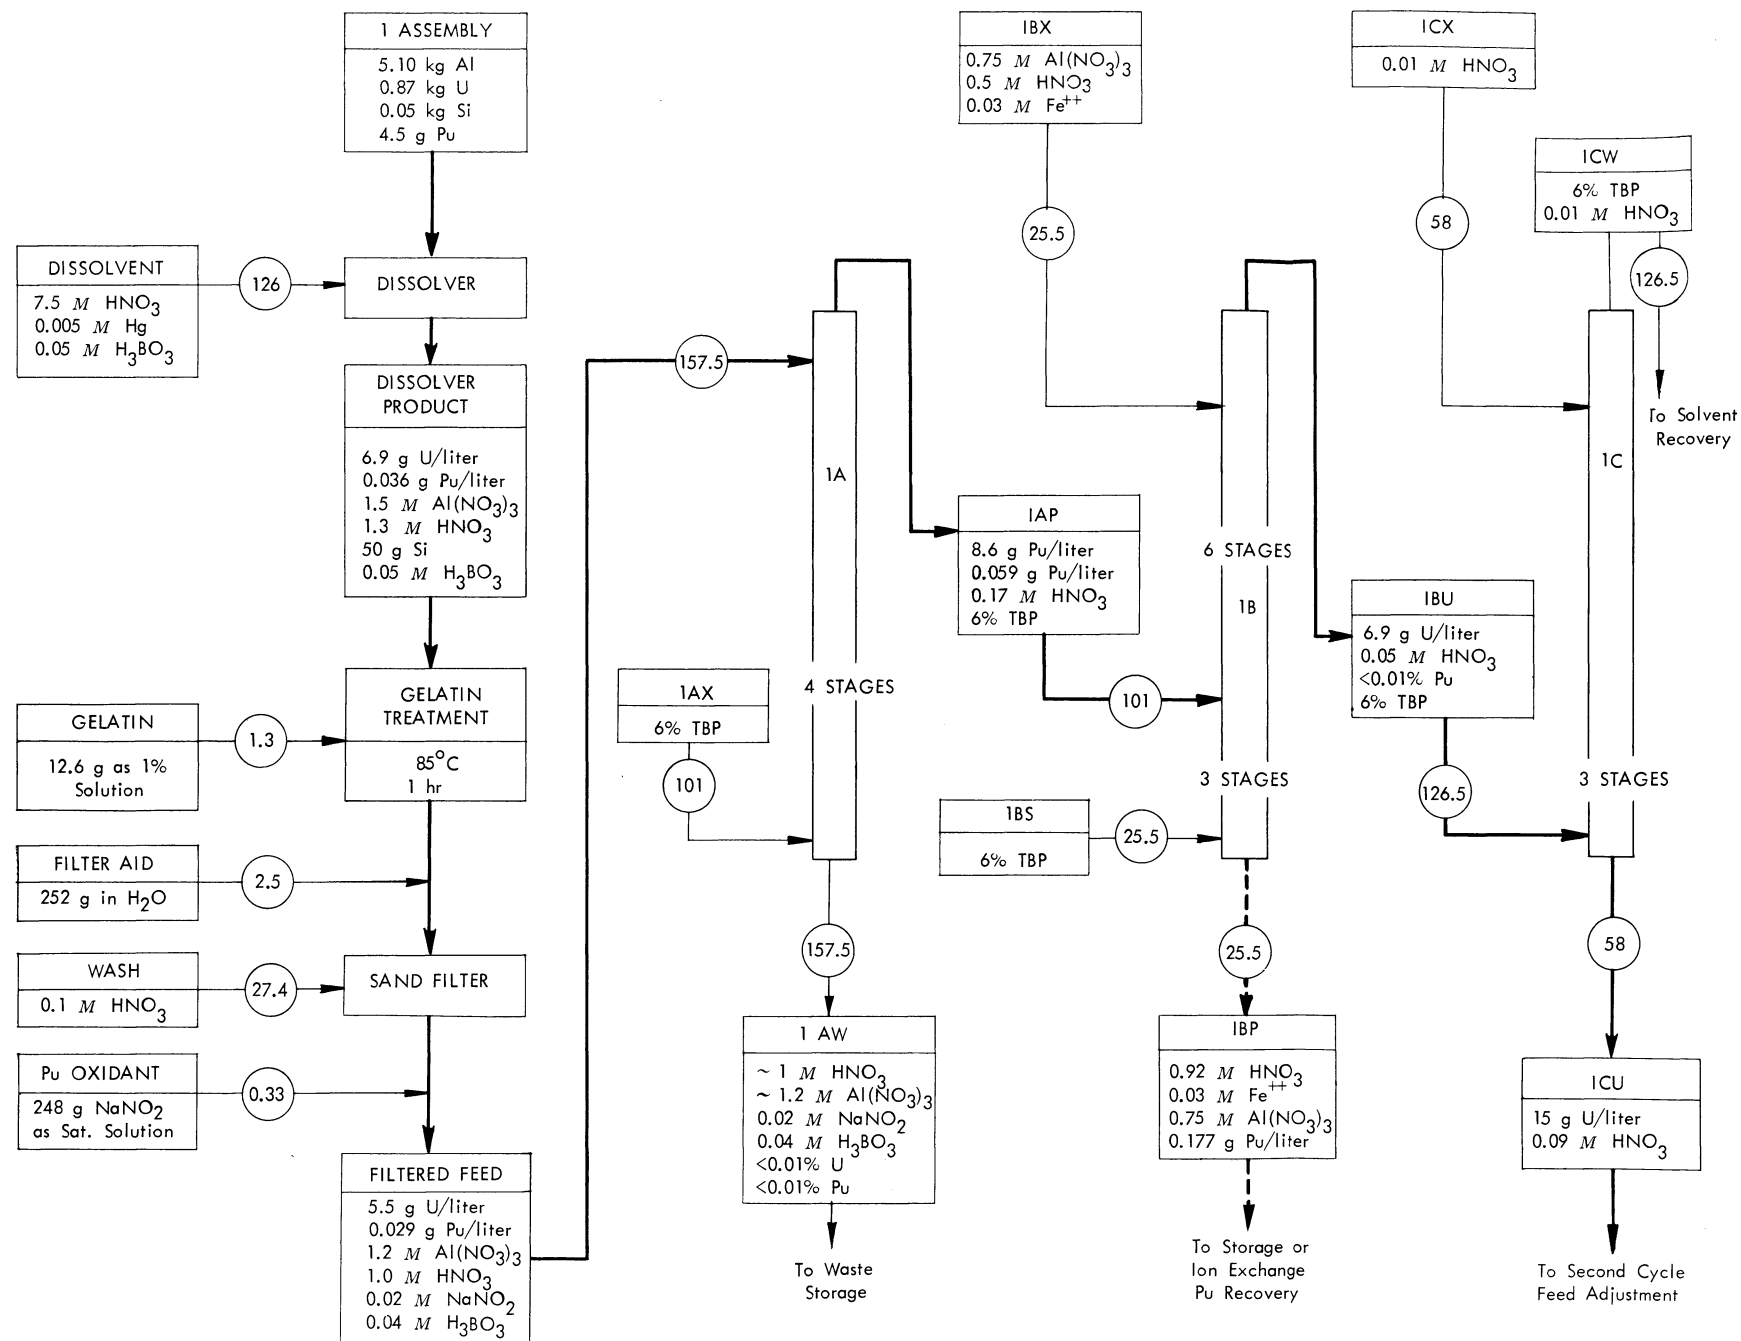 1 ASSEMBLY
5.10 kg Al
0.87 kg U
0.05 kg Si
4.5 g Pu
DISSOLVENT
7.5 M HNO3
0.005 M Hg
0.05 M H3BO3
126
DISSOLVER
DISSOLVER
PRODUCT
6.9 g U/liter
0.036 g Pu/liter
1.5 M Al(NO3)3
1.3 M HNO3
50 g Si
0.05 M H3BO3
GELATIN
12.6 g as 1%
Solution
1.3
GELATIN
TREATMENT
85°C
1 hr
FILTER AID
252 g in H2O
2.5
WASH
0.1 M HNO3
27.4
SAND FILTER
Pu OXIDANT
248 g NaNO2
as Sat. Solution
0.33
FILTERED FEED
5.5 g U/liter
0.029 g Pu/liter
1.2 M Al(NO3)3
1.0 M HNO3
0.02 M NaNO2
0.04 M H3BO3
157.5
1A
4 STAGES
1AX
6% TBP
101
157.5
1 AW
~ 1 M HNO3
~ 1.2 M Al(NO3)3
0.02 M NaNO2
0.04 M H3BO3
<0.01% U
<0.01% Pu
To Waste
Storage
IBX
0.75 M Al(NO3)3
0.5 M HNO3
0.03 M Fe++
25.5
IAP
8.6 g Pu/liter
0.059 g Pu/liter
0.17 M HNO3
6% TBP
101
6 STAGES
1B
3 STAGES
1BS
6% TBP
25.5
25.5
IBP
0.92 M HNO3
0.03 M Fe++
0.75 M Al(NO3)3
0.177 g Pu/liter
To Storage or
Ion Exchange
Pu Recovery
ICX
0.01 M HNO3
58
ICW
6% TBP
0.01 M HNO3
126.5
To Solvent
Recovery
1C
IBU
6.9 g U/liter
0.05 M HNO3
<0.01% Pu
6% TBP
126.5
3 STAGES
58
ICU
15 g U/liter
0.09 M HNO3
To Second Cycle
Feed Adjustment